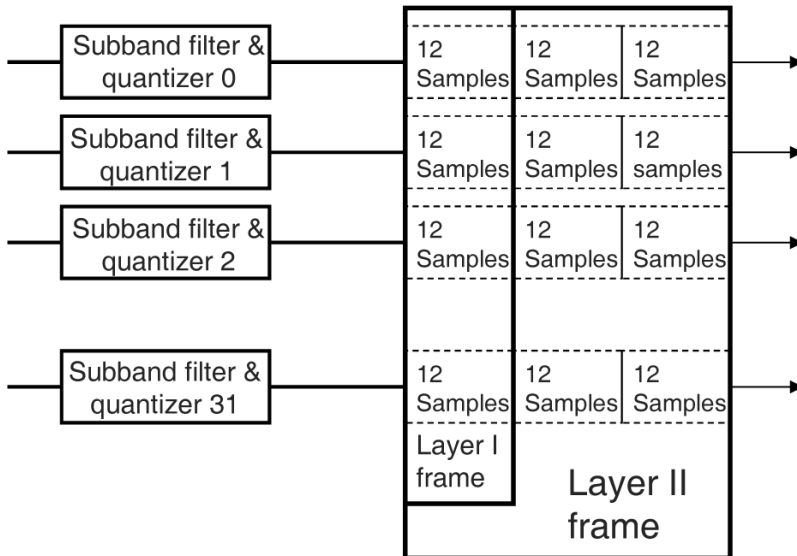 Subband filter &
quantizer 0
12
Samples
12
Samples
12
Samples
Subband filter &
quantizer 1
12
Samples
12
Samples
12
samples
Subband filter &
quantizer 2
12
Samples
12
Samples
12
Samples
Subband filter &
quantizer 31
12
Samples
12
Samples
12
Samples
Layer I
frame
Layer II
frame